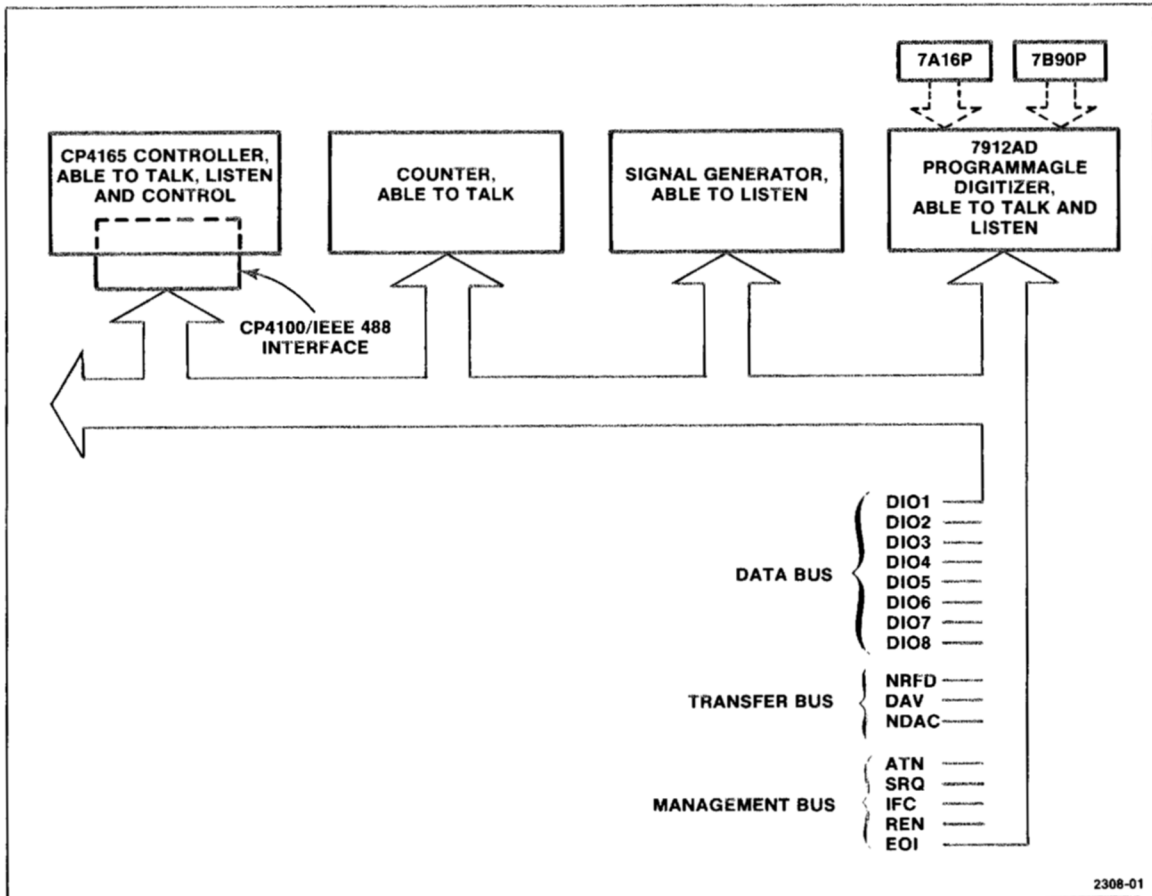 7A16P
7B90P
CP4165 CONTROLLER,
ABLE TO TALK, LISTEN
AND CONTROL
COUNTER,
ABLE TO TALK
SIGNAL GENERATOR,
ABLE TO LISTEN
7912AD
PROGRAMMAGLE
DIGITIZER,
ABLE TO TALK AND
LISTEN
CP4100/IEEE 488
INTERFACE
DATA BUS
DIO1
DIO2
DIO3
DIO4
DIO5
DIO6
DIO7
DIO8
TRANSFER BUS
NRFD
DAV
NDAC
MANAGEMENT BUS
ATN
SRQ
IFC
REN
EOI
2308-01